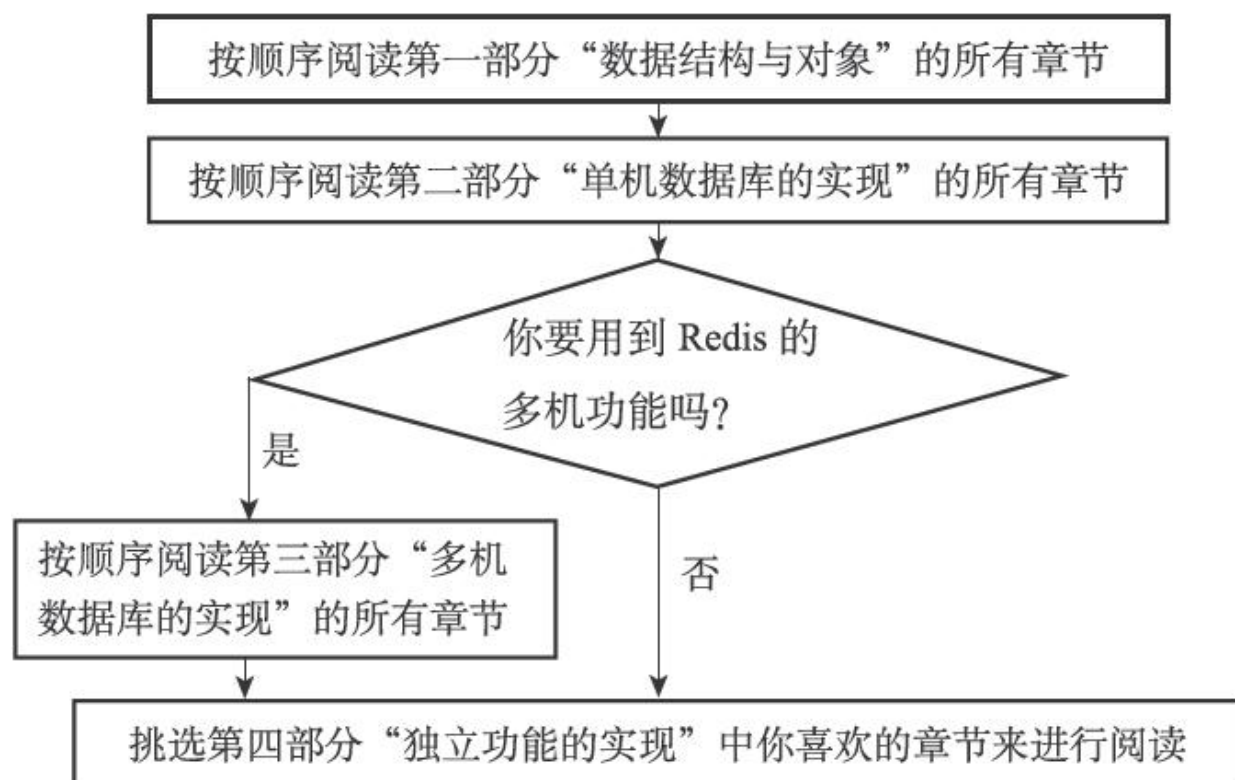 按顺序阅读第一部分“数据结构与对象”的所有章节
按顺序阅读第二部分“单机数据库的实现”的所有章节
你要用到 Redis 的
多机功能吗？
是
否
按顺序阅读第三部分“多机
数据库的实现”的所有章节
挑选第四部分“独立功能的实现”中你喜欢的章节来进行阅读